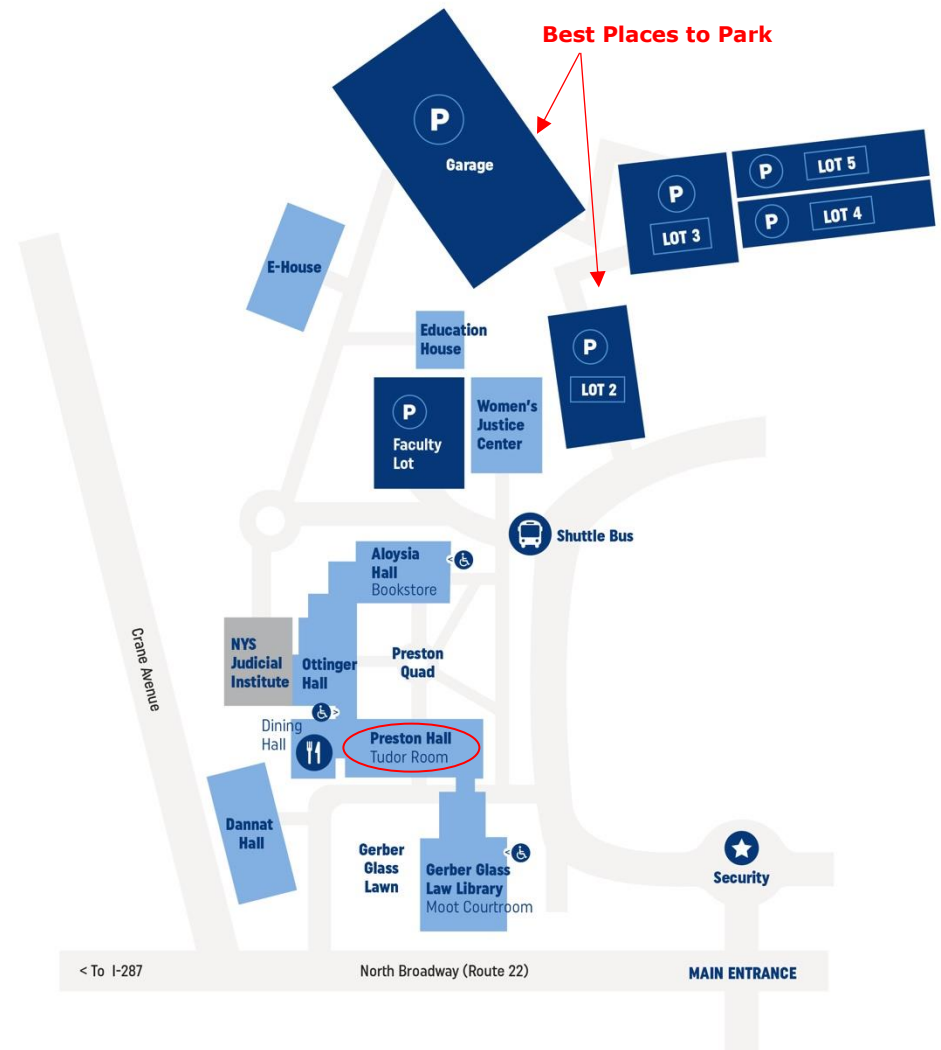 Best Places to Park
P
Garage
P
LOT 3
P
LOT 5
P
LOT 4
E-House
Education
House
P
LOT 2
P
Faculty
Lot
Women's
Justice
Center
Shuttle Bus
Aloysia
Hall
Bookstore
<
Crane Avenue
NYS
Judicial
Institute
Ottinger
Hall
Preston
Quad
>
Dining
Hall
Preston Hall
Tudor Room
Dannat
Hall
Gerber
Glass
Lawn
<
Gerber Glass
Law Library
Moot Courtroom
Security
< To I-287
North Broadway (Route 22)
MAIN ENTRANCE